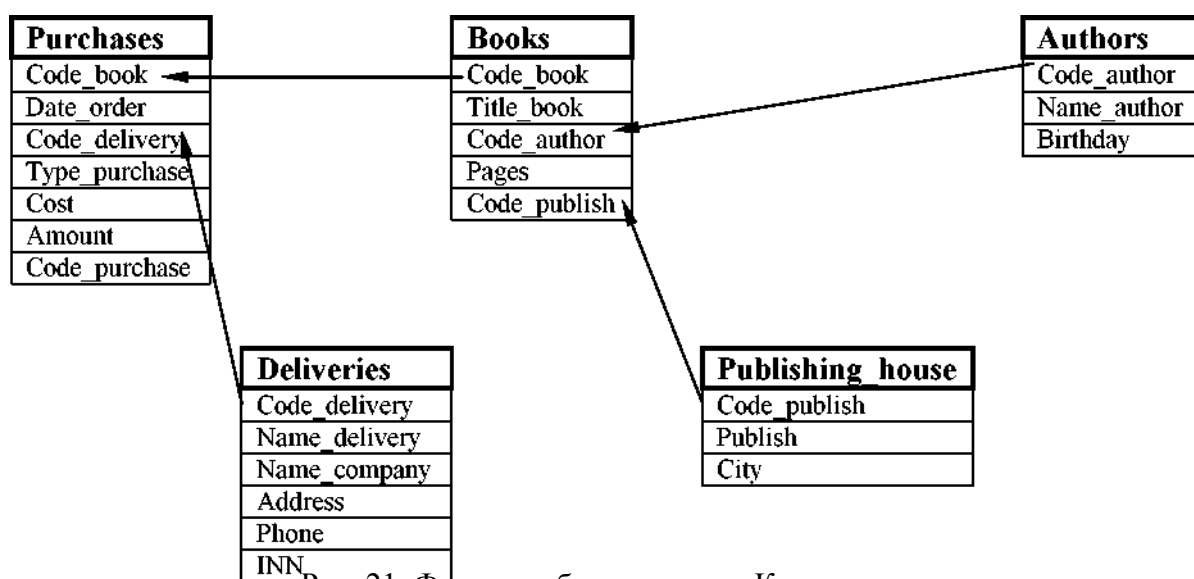 Purchases
Code_book
Date_order
Code_delivery
Type_purchase
Cost
Amount
Code_purchase
Books
Code_book
Title_book
Code_author
Pages
Code_publish
Authors
Code_author
Name_author
Birthday
Deliveries
Code_delivery
Name_delivery
Name_company
Address
Phone
INN
Publishing_house
Code_publish
Publish
City